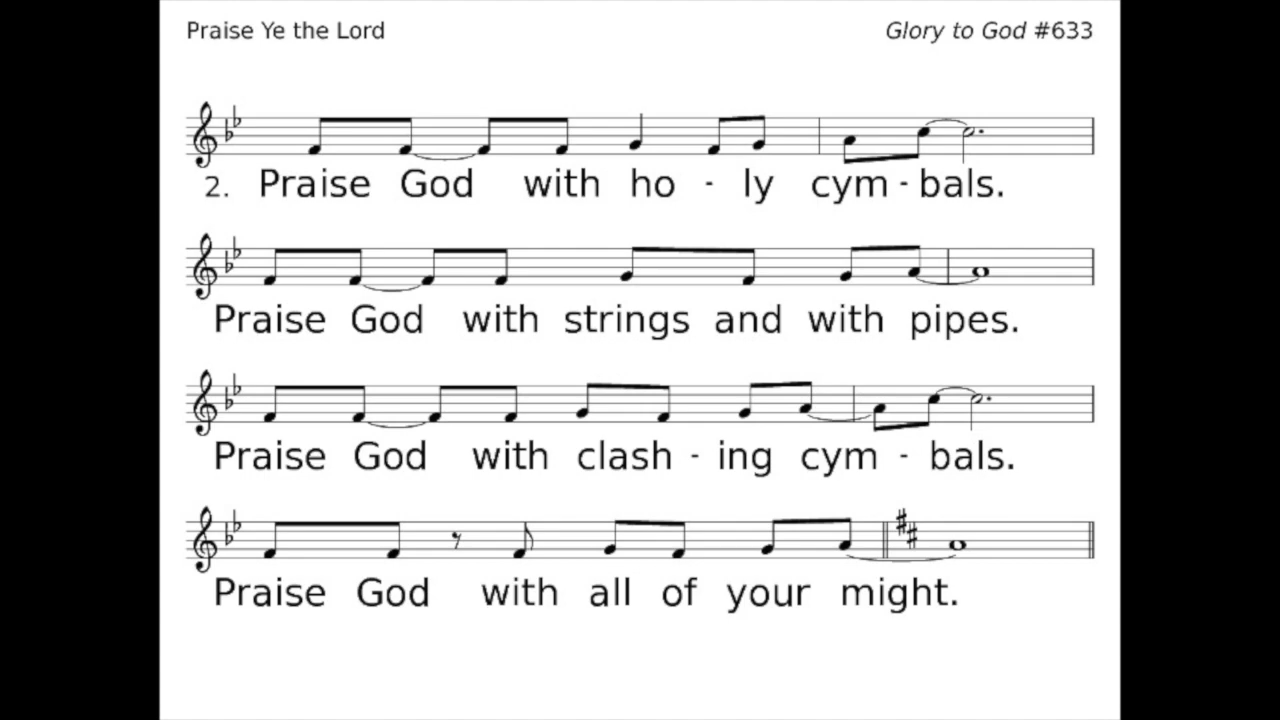 Praise Ye the Lord Glory to God #633
2. Praise God with ho - ly cym - bals.
Praise God with strings and with pipes.
Praise God with clash - ing cym - bals.
Praise God with all of your might.